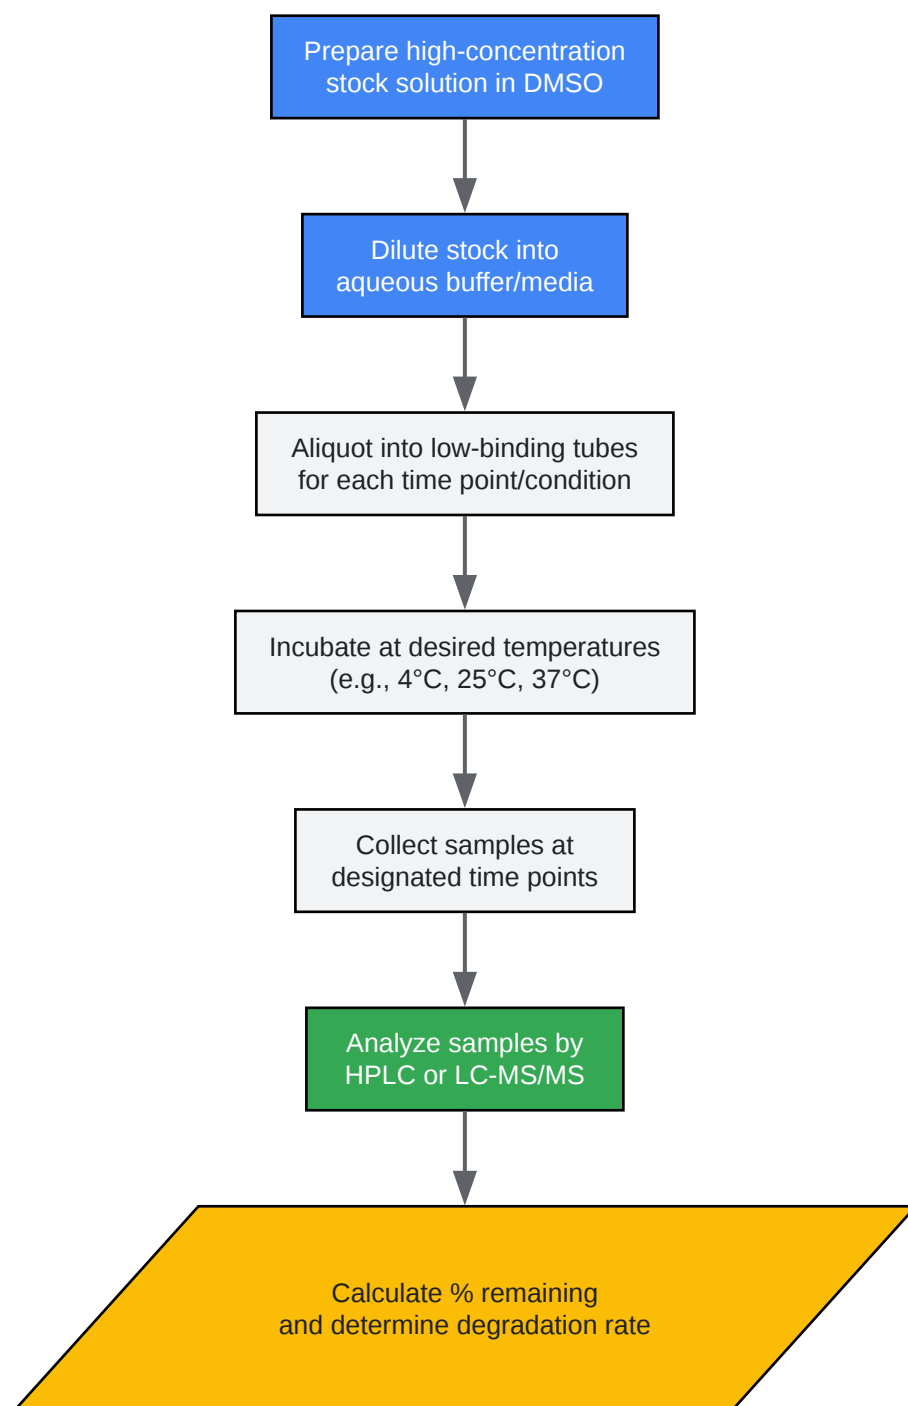 Prepare high-concentration
stock solution in DMSO
Dilute stock into
aqueous buffer/media
Aliquot into low-binding tubes
for each time point/condition
Incubate at desired temperatures
(e.g., 4°C, 25°C, 37°C)
Collect samples at
designated time points
Analyze samples by
HPLC or LC-MS/MS
Calculate % remaining
and determine degradation rate